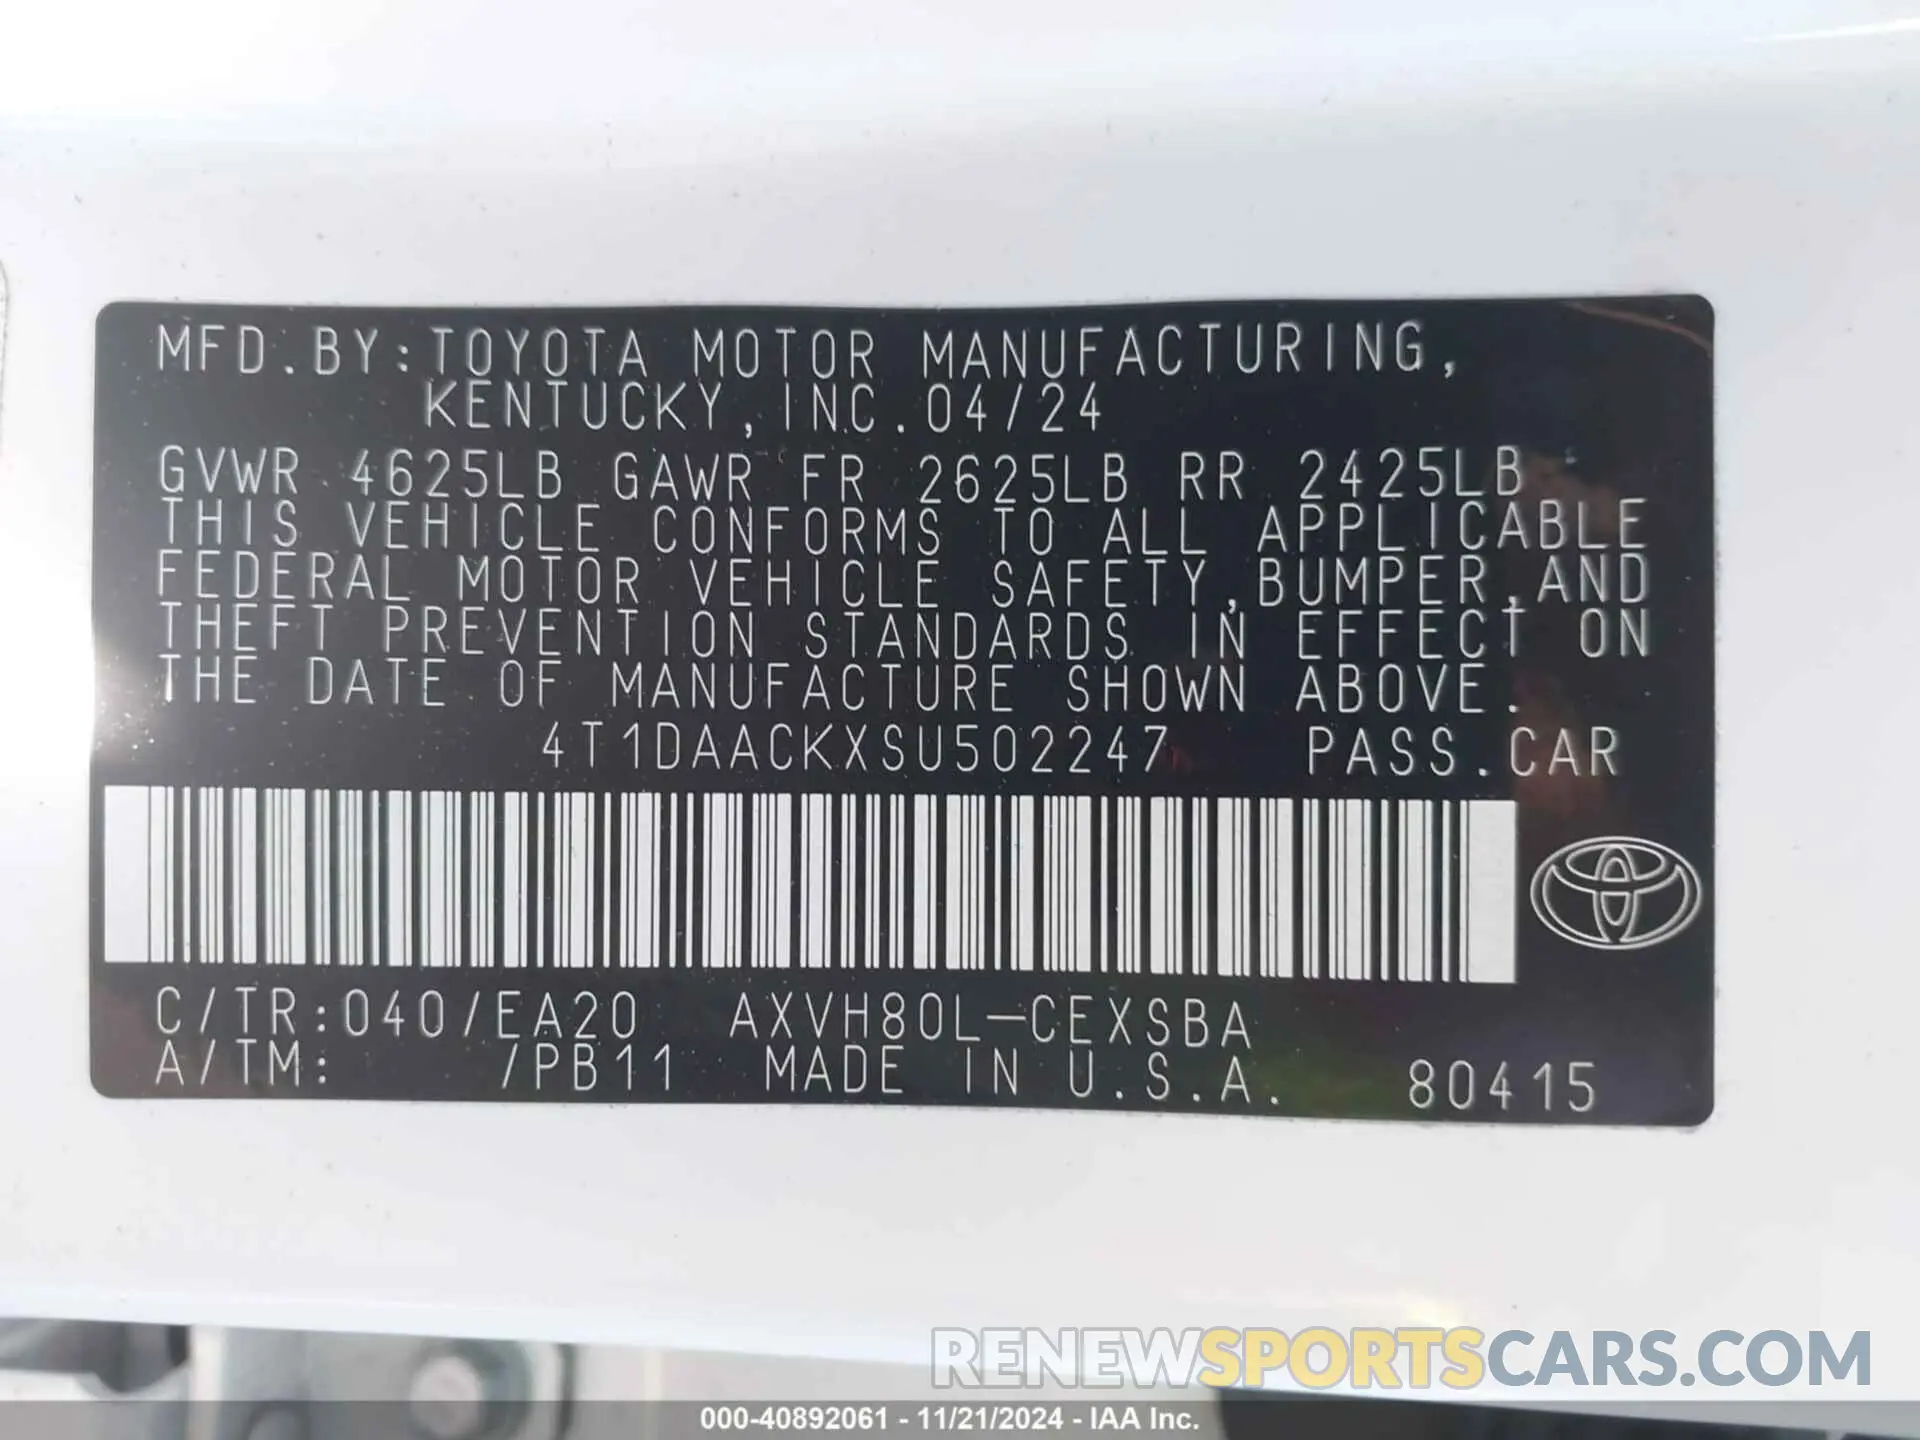 MFD.BY:TOYOTA MOTOR MANUFACTURING,
KENTUCKY,INC.04/24
GVWR 4625LB GAWR FR 2625LB RR 2425LB
THIS VEHICLE CONFORMS TO ALL APPLICABLE
FEDERAL MOTOR VEHICLE SAFETY,BUMPER,AND
THEFT PREVENTION STANDARDS IN EFFECT ON
THE DATE OF MANUFACTURE SHOWN ABOVE.
4T1DAACKXSU502247 PASS.CAR
C/TR:040/EA20 AXVH80L-CEXSBA
A/TM: /PB11 MADE IN U.S.A. 80415
RENEWSPORTSCARS.COM
000-40892061 - 11/21/2024 - IAA Inc.